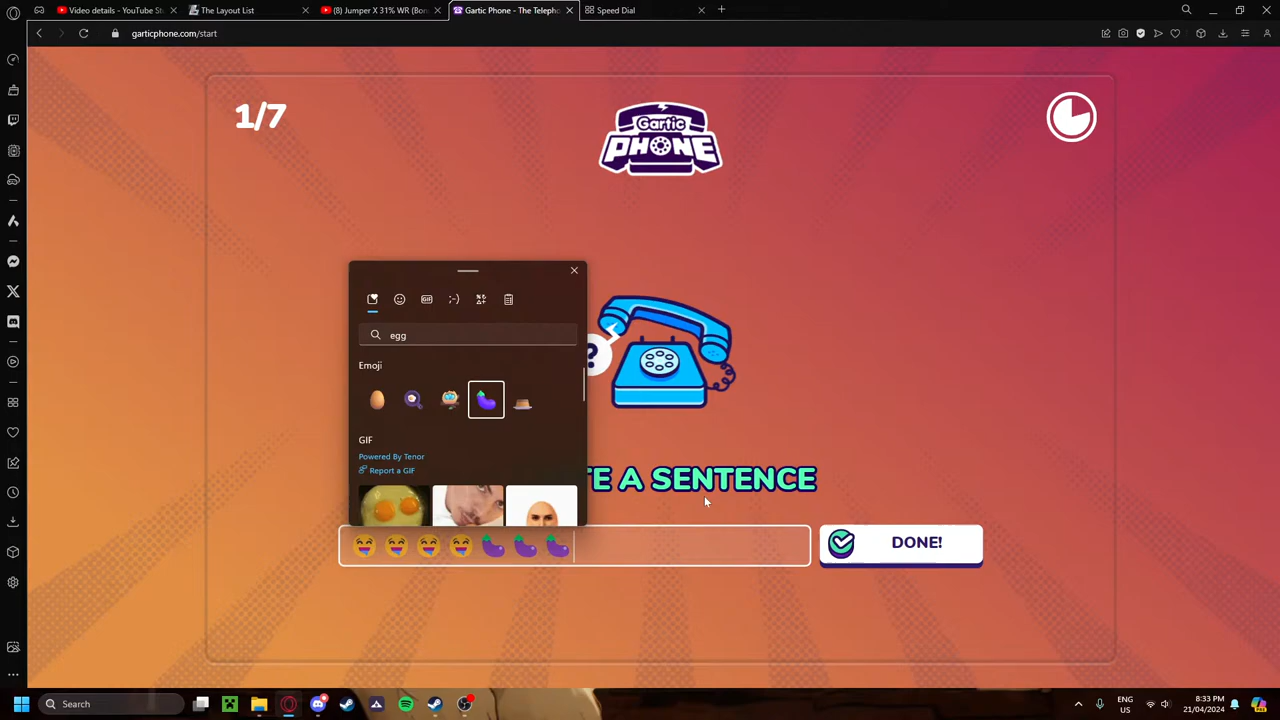 Video details - YouTube St
The Layout List
(8) Jumper X 31% WR (Bon
Gartic Phone - The Telepho
Speed Dial
garticphone.com/start
1/7
Gartic
PHONE
egg
Emoji
GIF
Powered By Tenor
Report a GIF
?
TE A SENTENCE
😝😝😝😝🍆🍆🍆
DONE!
Search
ENG
US
8:33 PM
21/04/2024